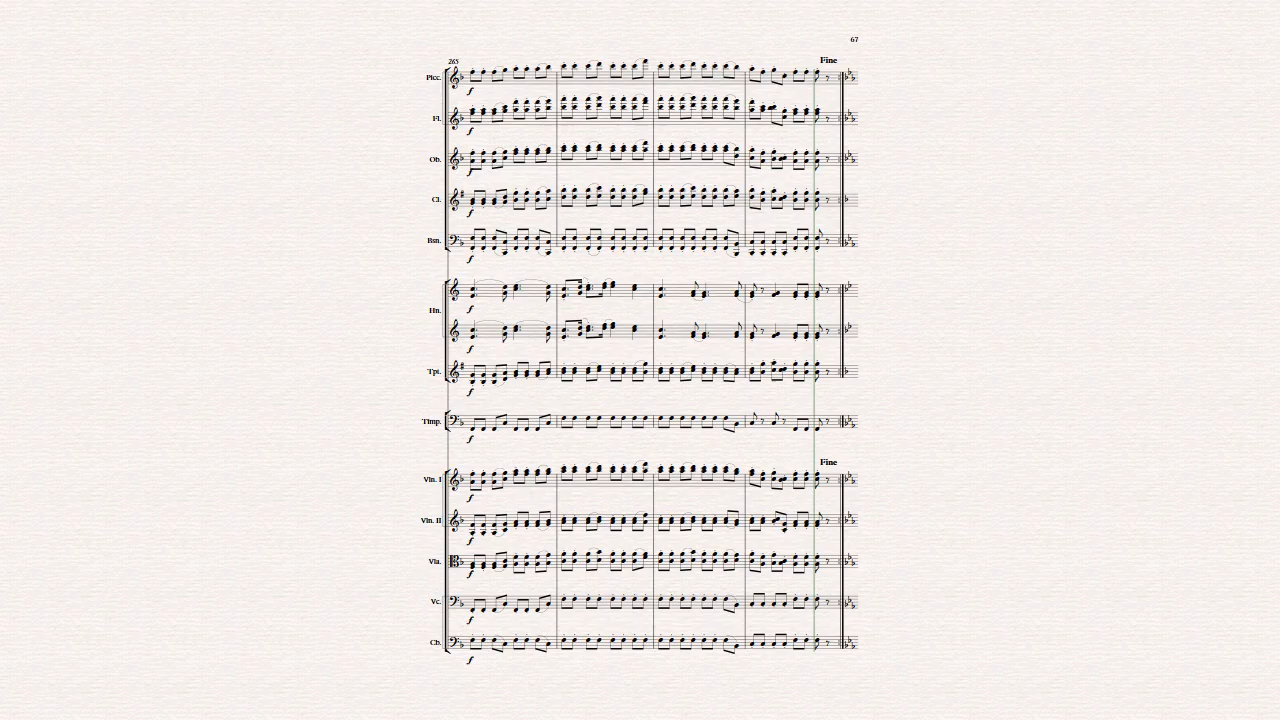 67
265
Fine
Picc.
f
Fl.
f
Ob.
f
Cl.
f
Bsn.
f
Hn.
f
f
Tpt.
f
Timp.
f
Fine
Vln. I
f
Vln. II
f
Vla.
f
Vc.
f
Cb.
f